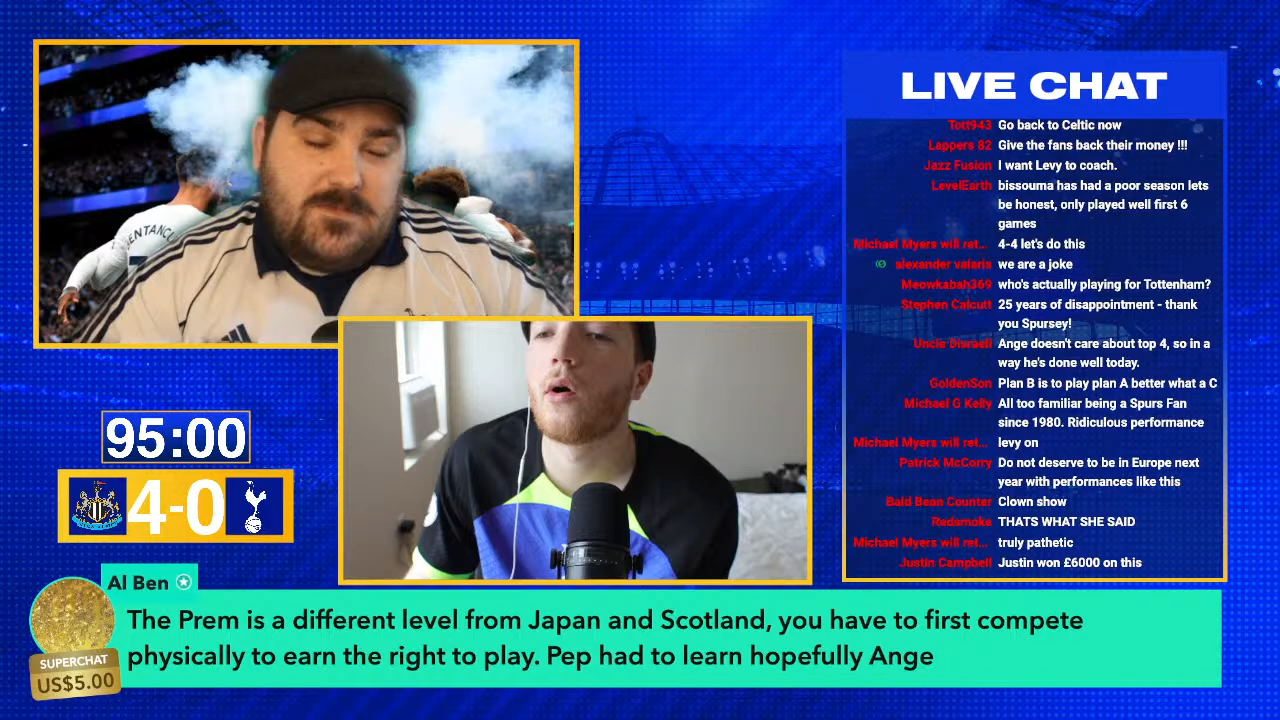 LIVE CHAT
Tott943 Go back to Celtic now
Lappers 82 Give the fans back their money !!!
Jazz Fusion I want Levy to coach.
LevelEarth bissouma has had a poor season lets
be honest, only played well first 6
games
Michael Myers will ret... 4-4 let's do this
alexander valaris we are a joke
Meowkabah369 who's actually playing for Tottenham?
Stephen Calcutt 25 years of disappointment - thank
you Spursey!
Uncle Disraeli Ange doesn't care about top 4, so in a
way he's done well today.
GoldenSon Plan B is to play plan A better what a C
Michael G Kelly All too familiar being a Spurs Fan
since 1980. Ridiculous performance
Michael Myers will ret... levy on
Patrick McCorry Do not deserve to be in Europe next
year with performances like this
Bald Bean Counter Clown show
Redsmoke THATS WHAT SHE SAID
Michael Myers will ret... truly pathetic
Justin Campbell Justin won £6000 on this
ENTANCU
95:00
4-0
Al Ben
The Prem is a different level from Japan and Scotland, you have to first compete
physically to earn the right to play. Pep had to learn hopefully Ange
SUPERCHAT
US$5.00